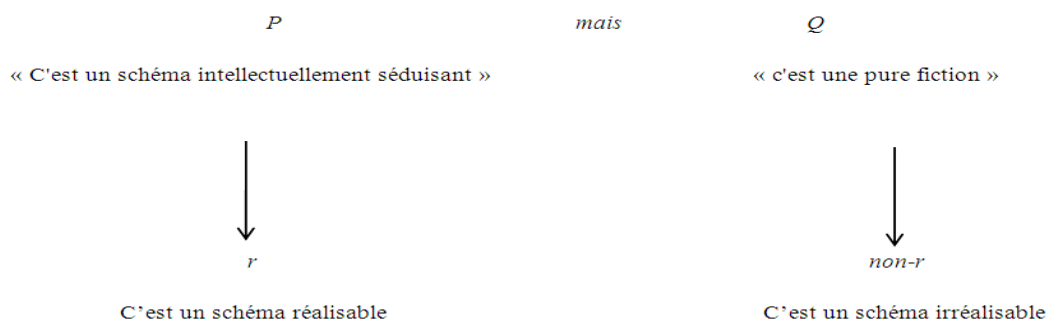 P mais Q
« C'est un schéma intellectuellement séduisant » « c'est une pure fiction »
r non-r
C’est un schéma réalisable C’est un schéma irréalisable